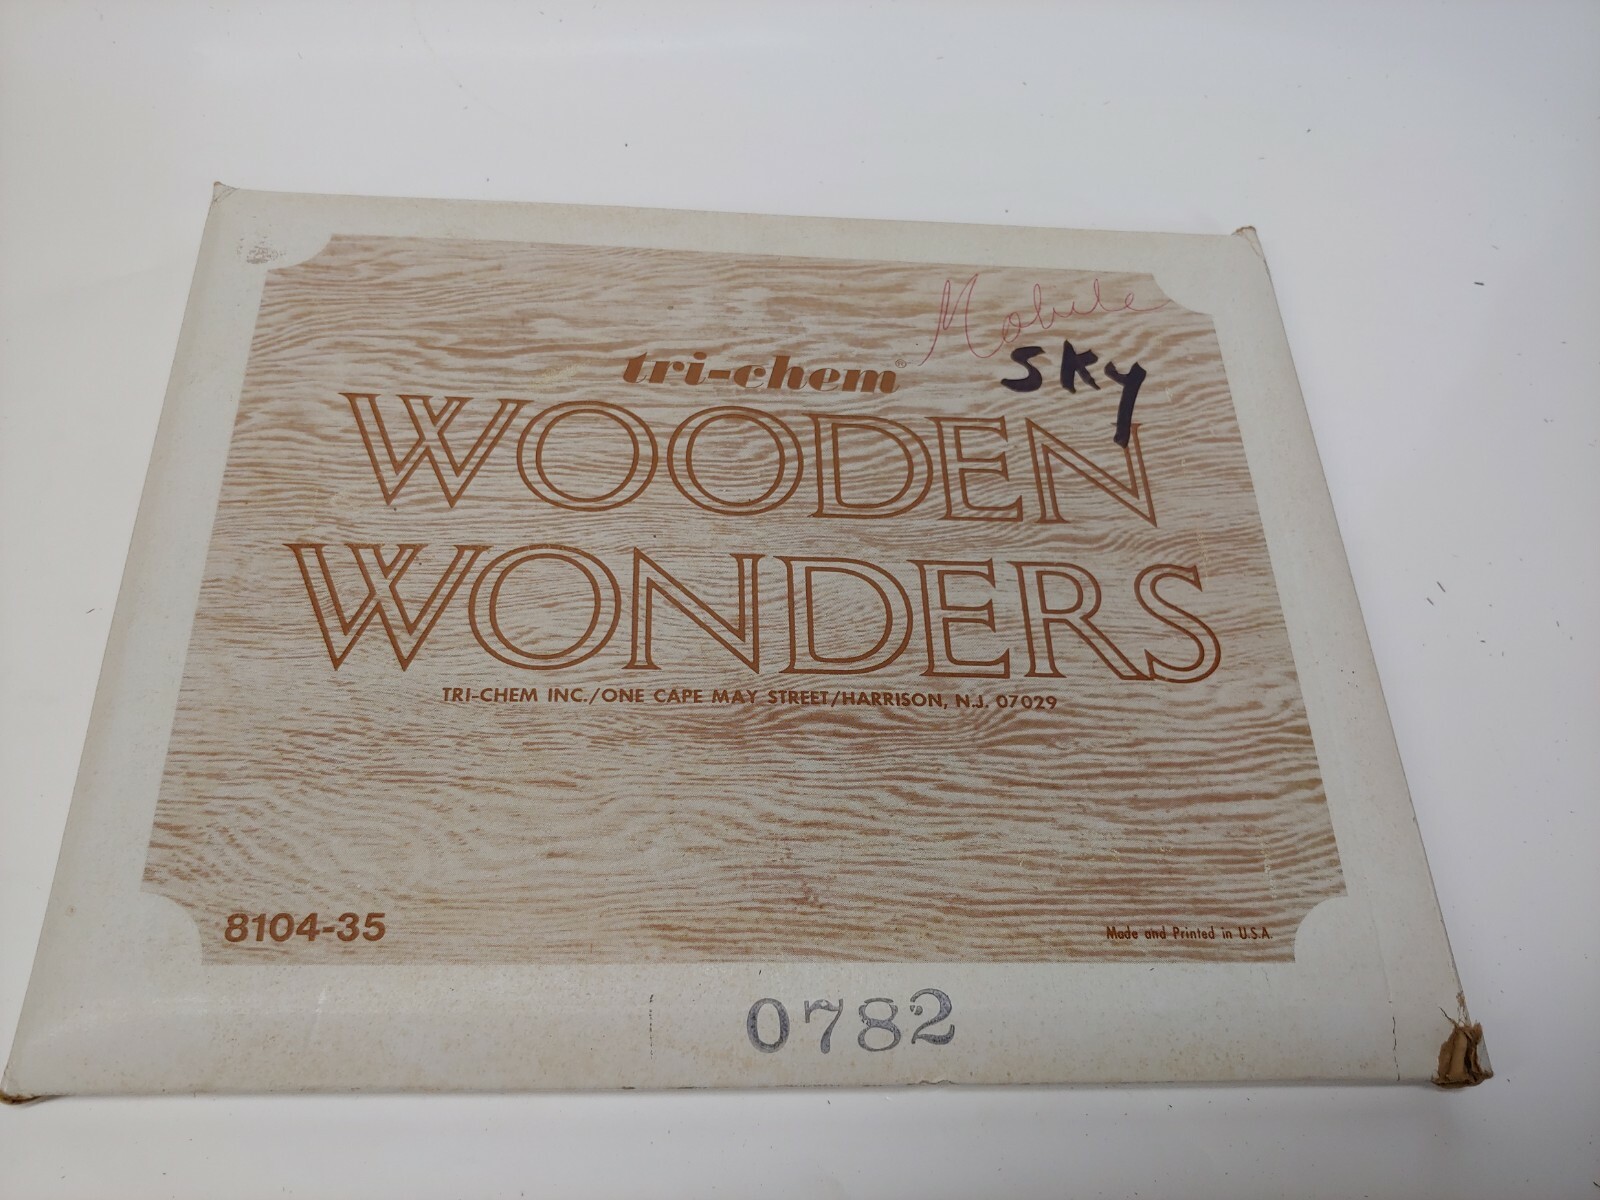 Mobile
sky
tri-chem®
WOODEN
WONDERS
TRI-CHEM INC./ONE CAPE MAY STREET/HARRISON, N.J. 07029
8104-35
Made and Printed in U.S.A.
0782